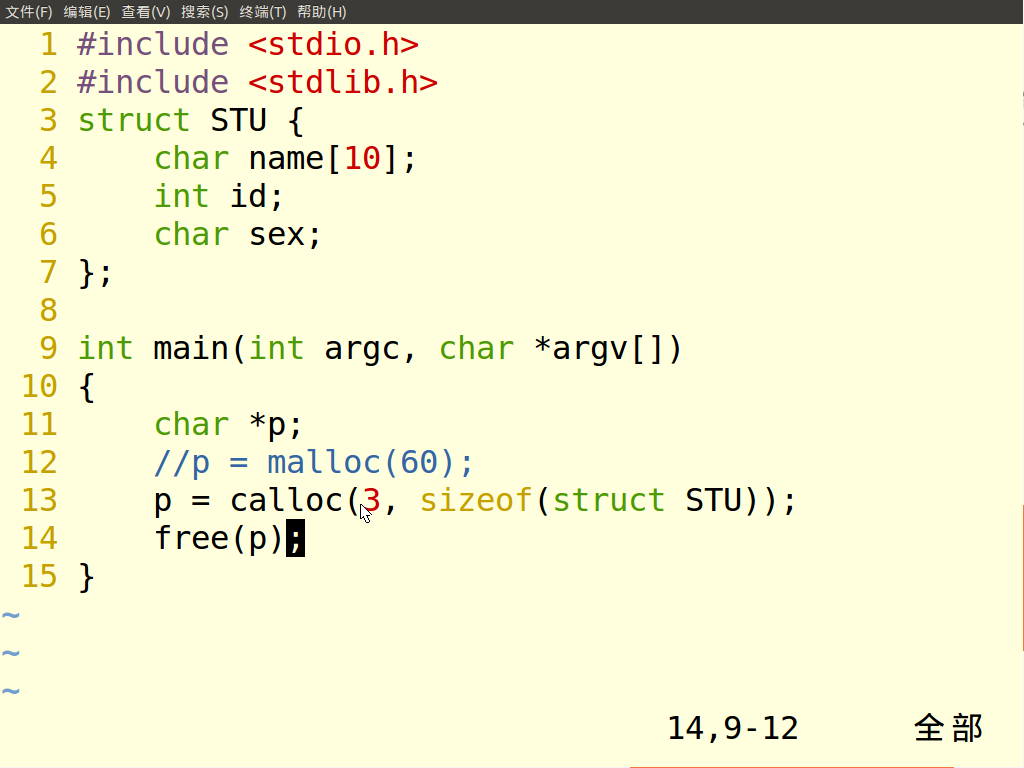 文件(F) 编辑(E) 查看(V) 搜索(S) 终端(T) 帮助(H)
1 #include <stdio.h>
2 #include <stdlib.h>
3 struct STU {
4     char name[10];
5     int id;
6     char sex;
7 };
8
9 int main(int argc, char *argv[])
10 {
11     char *p;
12     //p = malloc(60);
13     p = calloc(3, sizeof(struct STU));
14     free(p);
15 }
~
~
~
14,9-12 全部